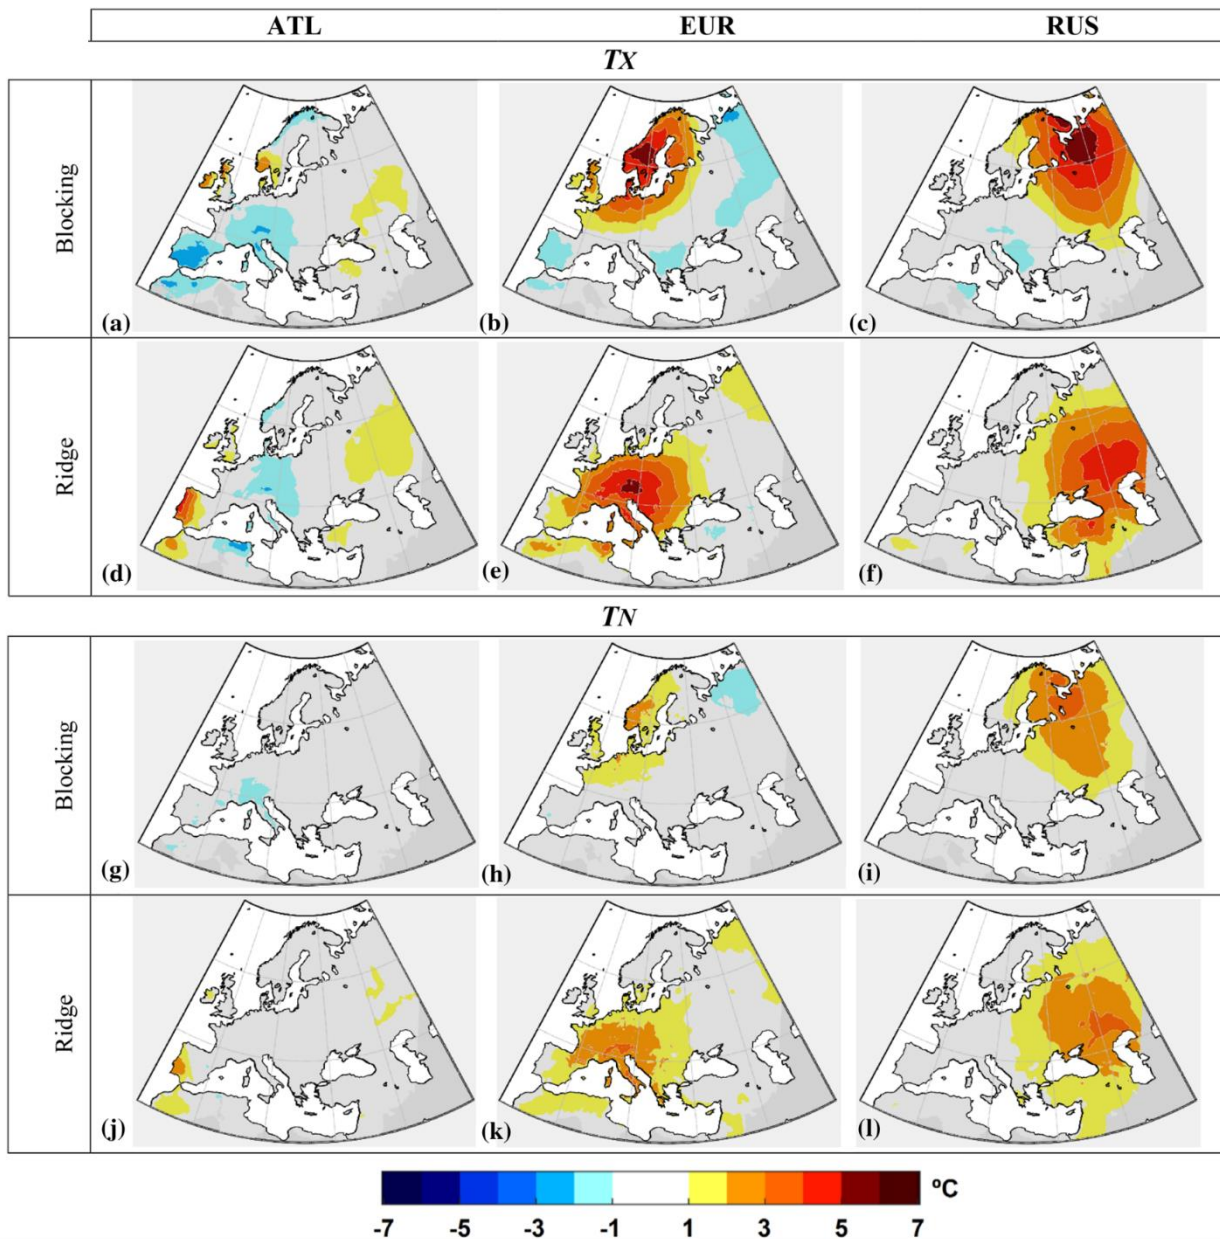 ATL EUR RUS
TX
Blocking
(a) (b) (c)
Ridge
(d) (e) (f)
TN
Blocking
(g) (h) (i)
Ridge
(j) (k) (l)
ºC
-7 -5 -3 -1 1 3 5 7